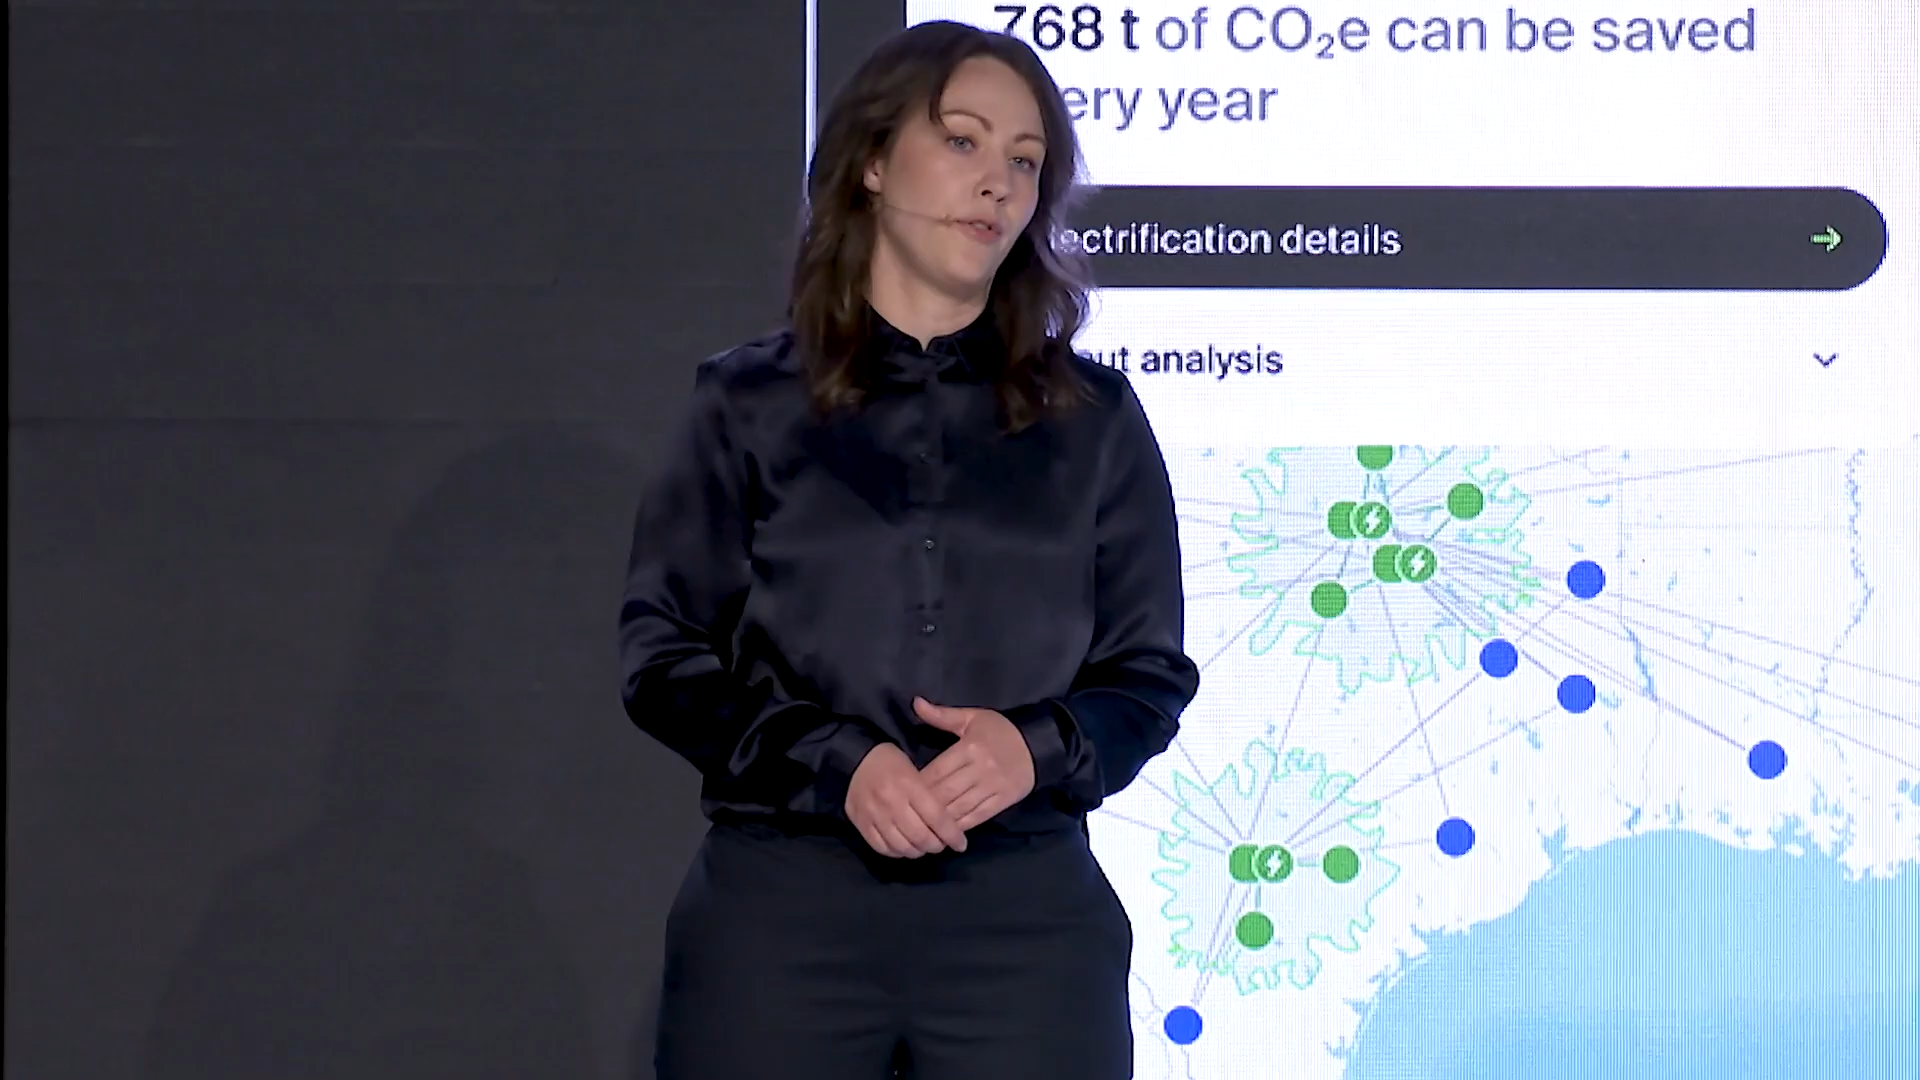 768 t of CO₂e can be saved
ery year
ectrification details
ut analysis